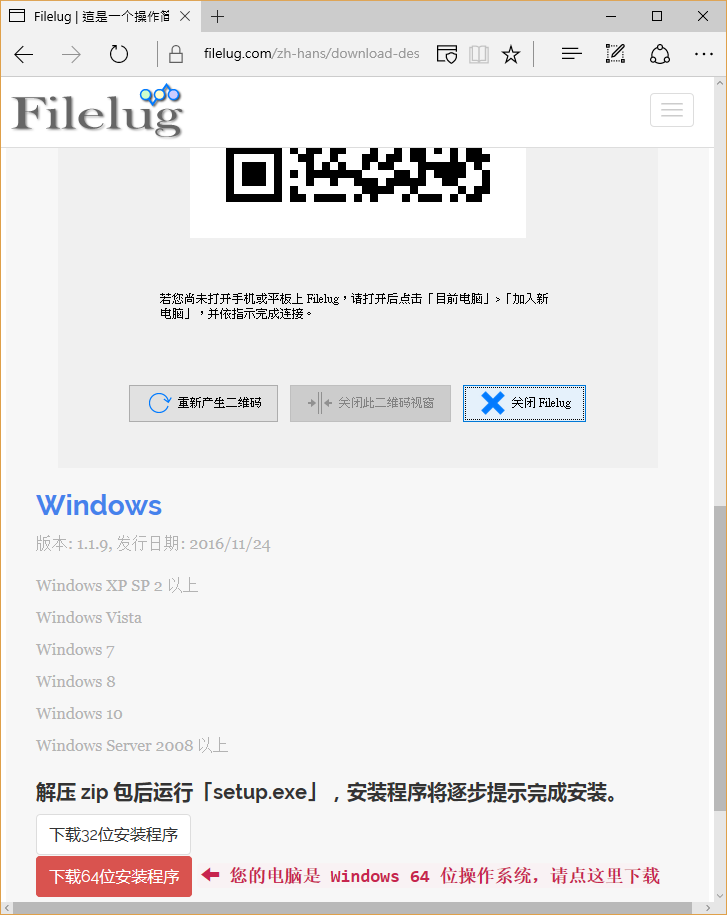 Filelug | 這是一个操作简
filelug.com/zh-hans/download-des
Filelug
若您尚未打开手机或平板上 Filelug，请打开后点击「目前电脑」>「加入新
电脑」，并依指示完成连接。
重新产生二维码
关闭此二维码视窗
关闭 Filelug
Windows
版本: 1.1.9, 发行日期: 2016/11/24
Windows XP SP 2 以上
Windows Vista
Windows 7
Windows 8
Windows 10
Windows Server 2008 以上
解压 zip 包后运行「setup.exe」，安装程序将逐步提示完成安装。
下载32位安装程序
下载64位安装程序 您的电脑是 Windows 64 位操作系统，请点这里下载